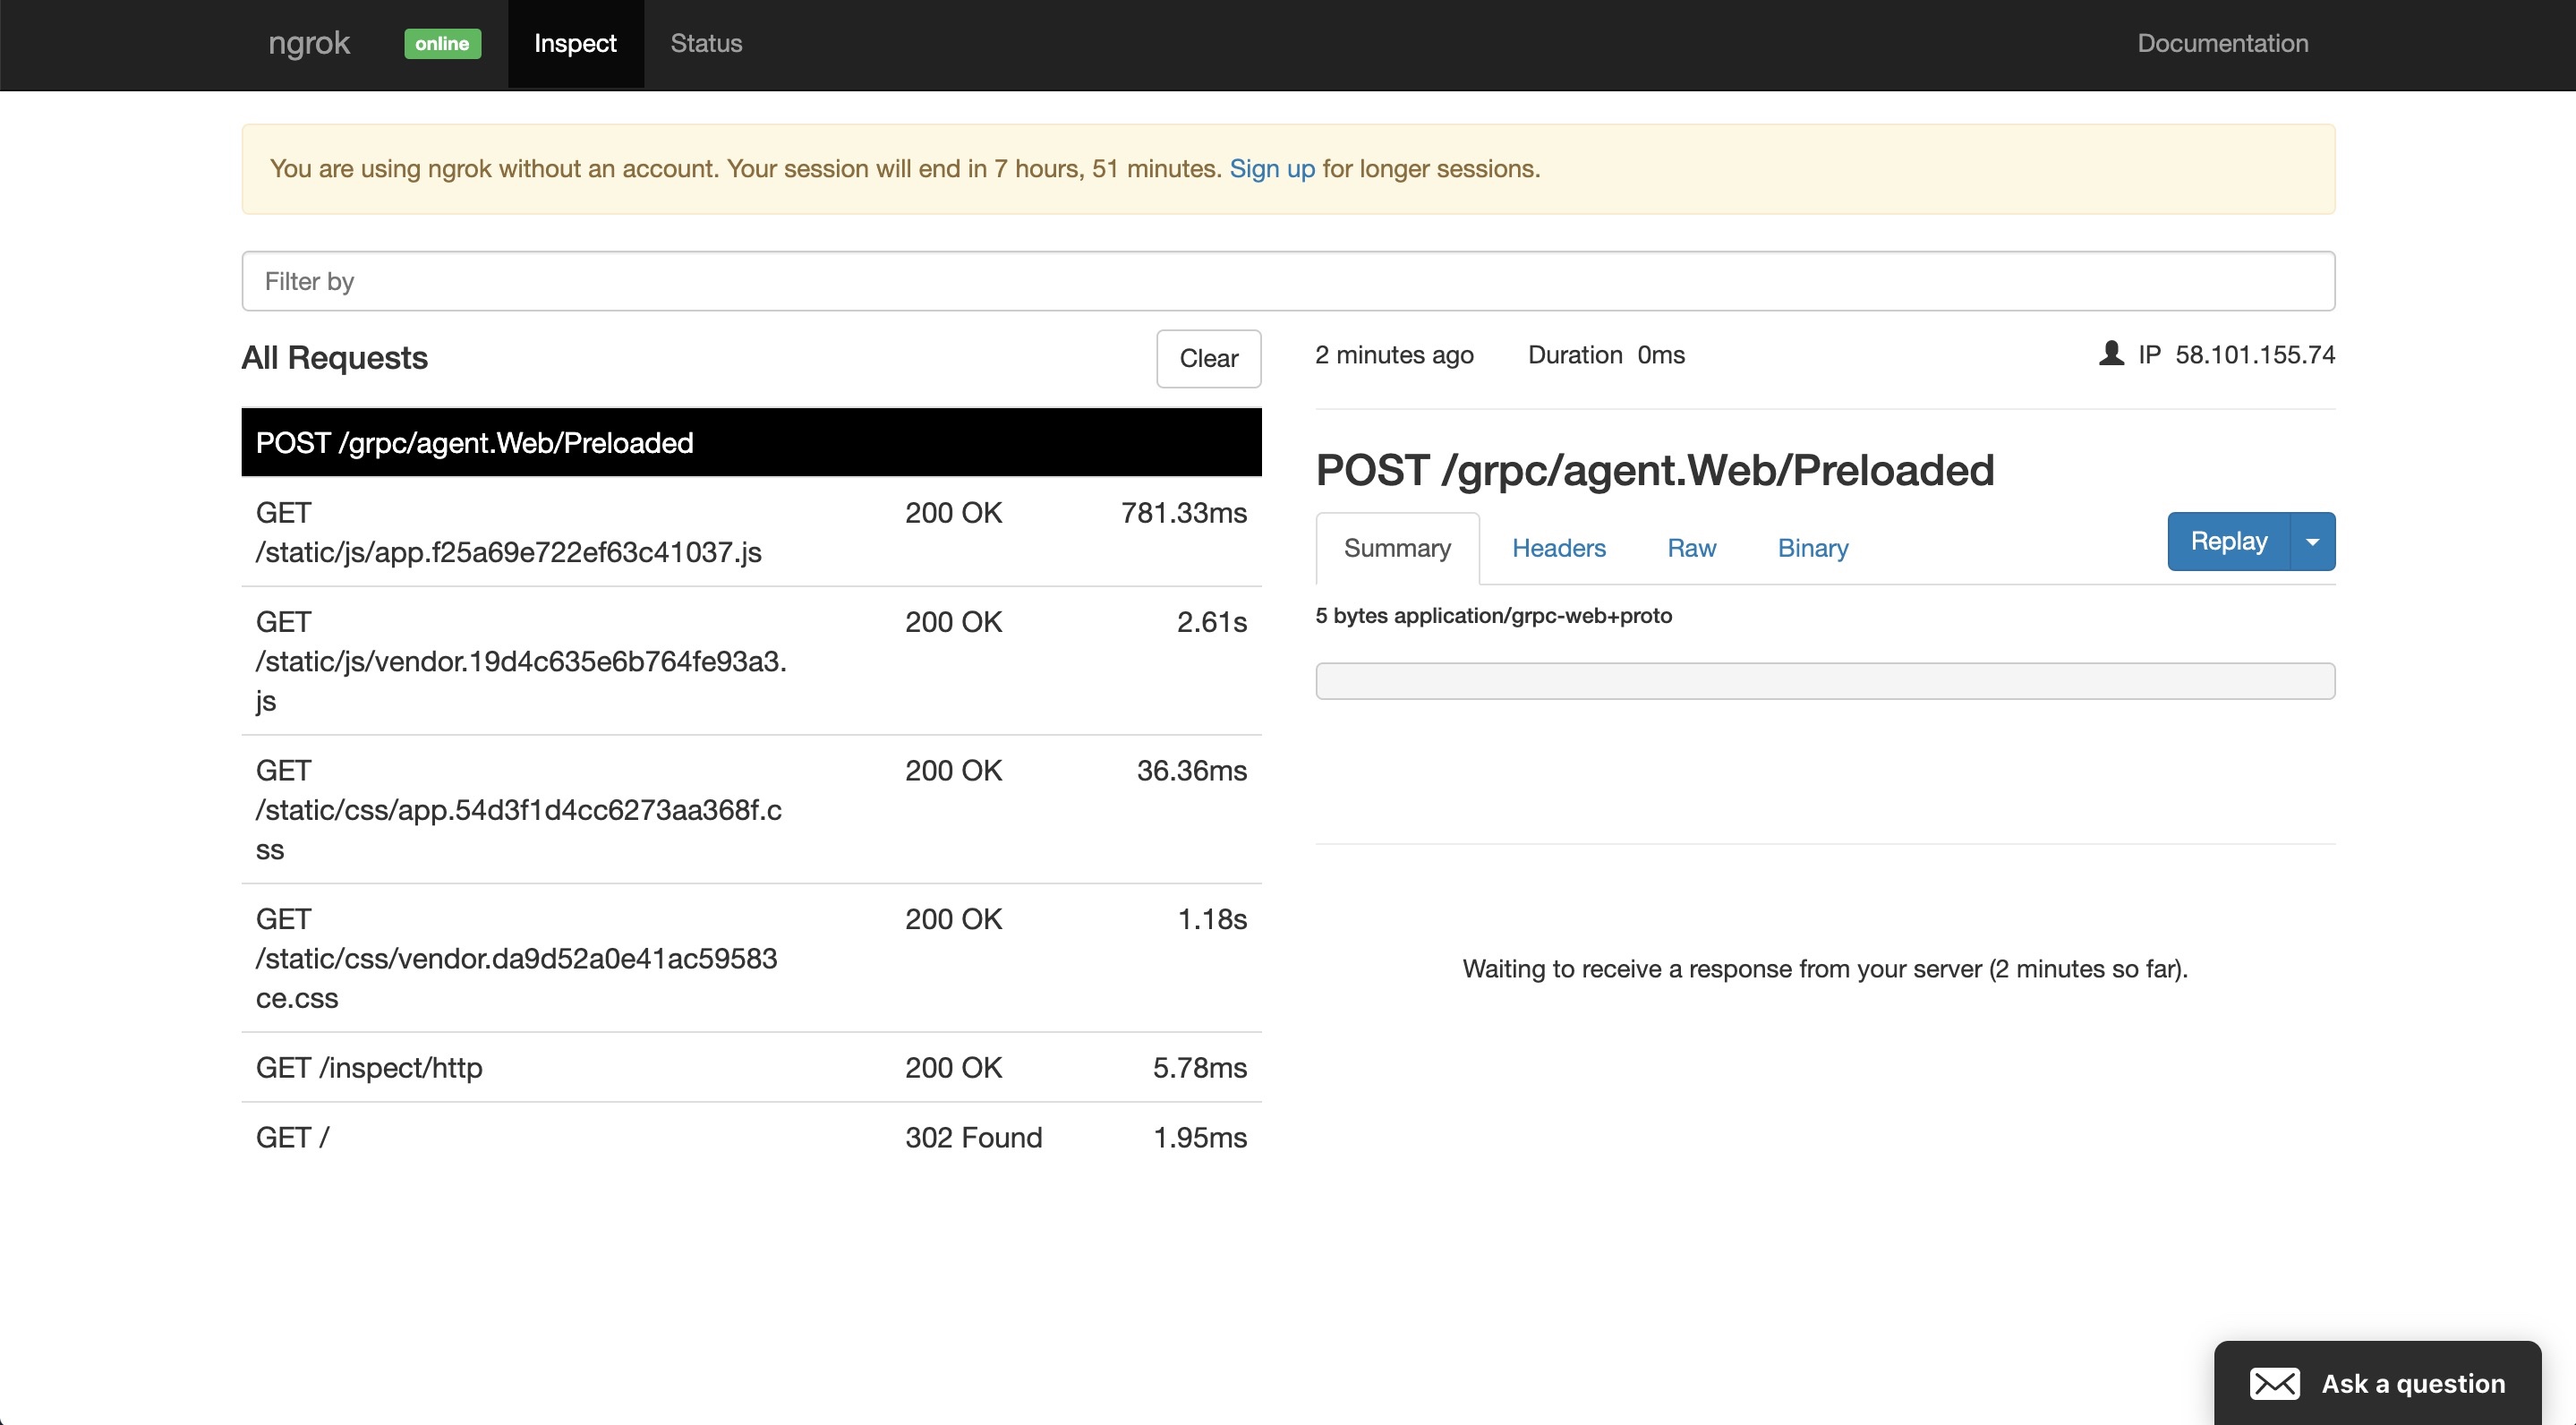 ngrok online Inspect Status Documentation
You are using ngrok without an account. Your session will end in 7 hours, 51 minutes. Sign up for longer sessions.
Filter by
All Requests
Clear
POST /grpc/agent.Web/Preloaded
GET 200 OK 781.33ms
/static/js/app.f25a69e722ef63c41037.js
GET 200 OK 2.61s
/static/js/vendor.19d4c635e6b764fe93a3.
js
GET 200 OK 36.36ms
/static/css/app.54d3f1d4cc6273aa368f.c
ss
GET 200 OK 1.18s
/static/css/vendor.da9d52a0e41ac59583
ce.css
GET /inspect/http 200 OK 5.78ms
GET / 302 Found 1.95ms
2 minutes ago Duration 0ms IP 58.101.155.74
POST /grpc/agent.Web/Preloaded
Summary Headers Raw Binary Replay
5 bytes application/grpc-web+proto
Waiting to receive a response from your server (2 minutes so far).
Ask a question